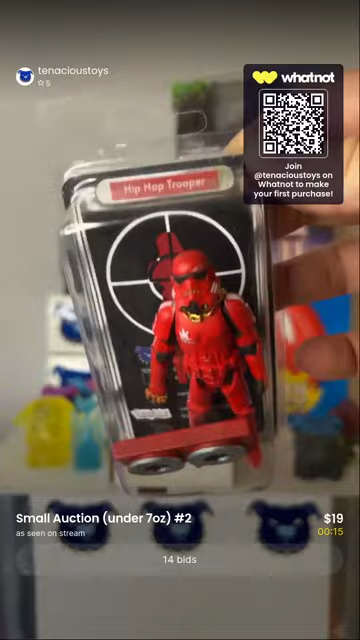 tenacioustoys
☆5
whatnot
Join
@tenacioustoys on
Whatnot to make
your first purchase!
Hip Hop Trooper
Small Auction (under 7oz) #2
$19
as seen on stream
00:15
14 bids